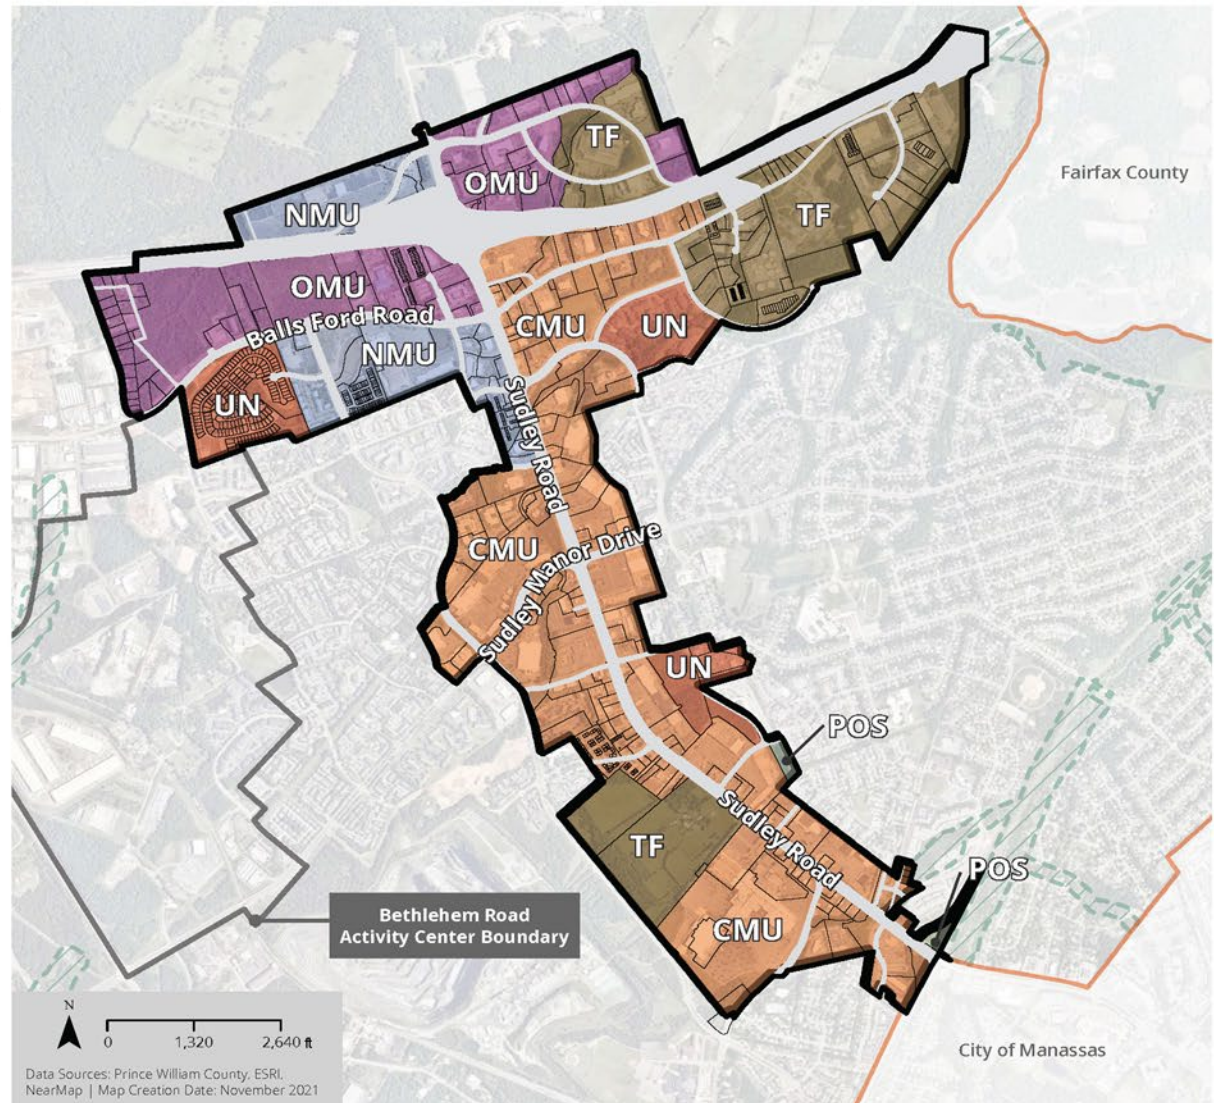 TF
Fairfax County
OMU
NMU
TF
OMU
Balls Ford Road
CMU
UN
NMU
UN
Sudley Road
CMU
Sudley Manor Drive
UN
POS
Sudley Road
TF
POS
CMU
Bethlehem Road
Activity Center Boundary
N
0 1,320 2,640 ft
City of Manassas
Data Sources: Prince William County, ESRI,
NearMap | Map Creation Date: November 2021